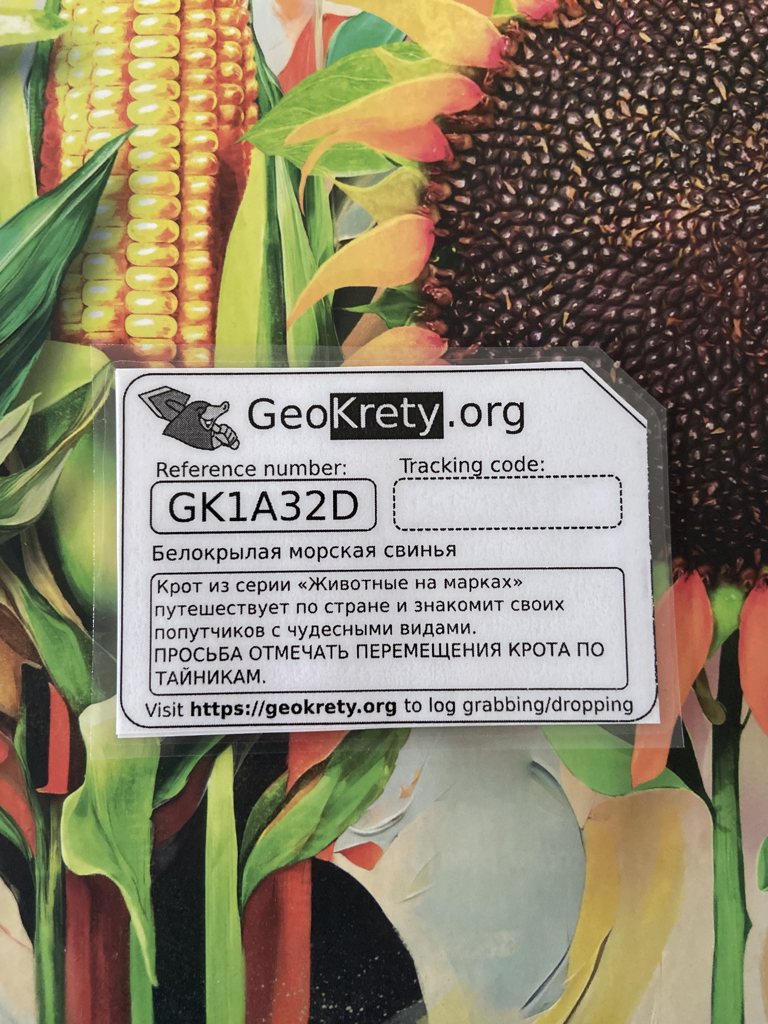 GeoKrety.org
Reference number: Tracking code:
GK1A32D
Белокрылая морская свинья
Крот из серии «Животные на марках»
путешествует по стране и знакомит своих
попутчиков с чудесными видами.
ПРОСЬБА ОТМЕЧАТЬ ПЕРЕМЕЩЕНИЯ КРОТА ПО
ТАЙНИКАМ.
Visit https://geokrety.org to log grabbing/dropping